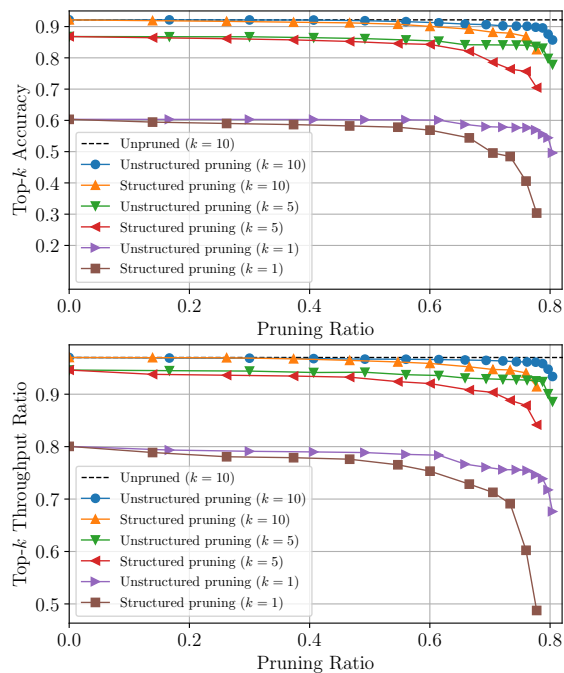 0.9
0.8
0.7
0.6
0.5
0.4
0.3
0.2
Top-k Accuracy
Unpruned (k = 10)
Unstructured pruning (k = 10)
Structured pruning (k = 10)
Unstructured pruning (k = 5)
Structured pruning (k = 5)
Unstructured pruning (k = 1)
Structured pruning (k = 1)
0.0 0.2 0.4 0.6 0.8
Pruning Ratio
0.9
0.8
0.7
0.6
0.5
Top-k Throughput Ratio
Unpruned (k = 10)
Unstructured pruning (k = 10)
Structured pruning (k = 10)
Unstructured pruning (k = 5)
Structured pruning (k = 5)
Unstructured pruning (k = 1)
Structured pruning (k = 1)
0.0 0.2 0.4 0.6 0.8
Pruning Ratio